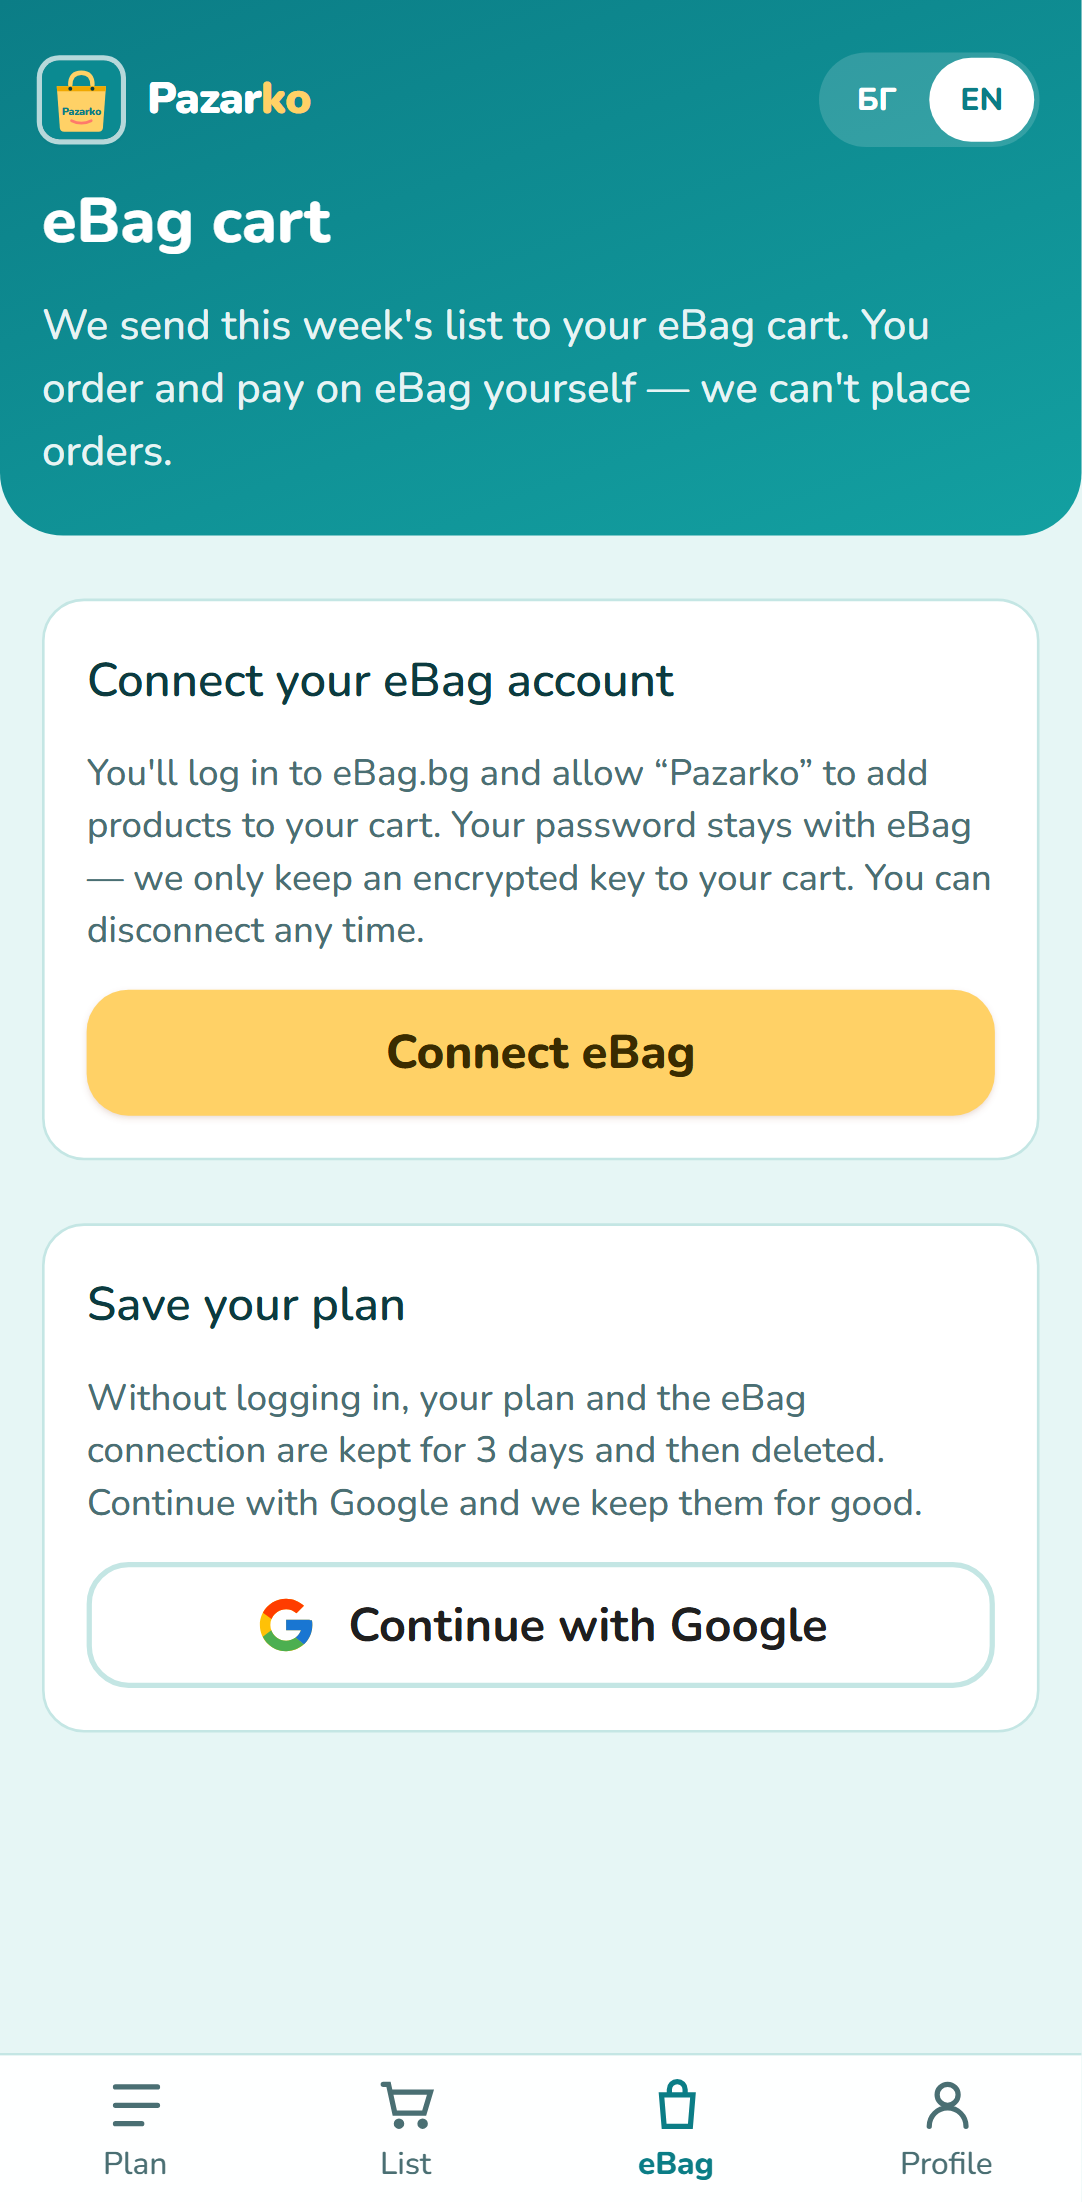 Pazarko
Pazarko
БГ
EN
eBag cart
We send this week's list to your eBag cart. You
order and pay on eBag yourself — we can't place
orders.
Connect your eBag account
You'll log in to eBag.bg and allow “Pazarko” to add
products to your cart. Your password stays with eBag
— we only keep an encrypted key to your cart. You can
disconnect any time.
Connect eBag
Save your plan
Without logging in, your plan and the eBag
connection are kept for 3 days and then deleted.
Continue with Google and we keep them for good.
Continue with Google
Plan
List
eBag
Profile